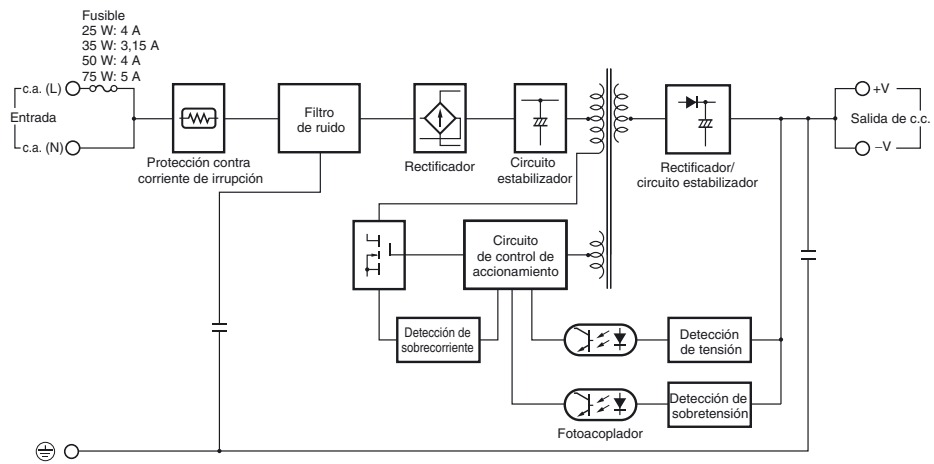 Fusible
25 W: 4 A
35 W: 3,15 A
50 W: 4 A
75 W: 5 A
c.a. (L)
Entrada
c.a. (N)
Protección contra
corriente de irrupción
Filtro
de ruido
Rectificador
Circuito
estabilizador
Rectificador/
circuito estabilizador
+V
Salida de c.c.
–V
Circuito
de control de
accionamiento
Detección de
sobrecorriente
Detección
de tensión
Detección de
sobretensión
Fotoacoplador